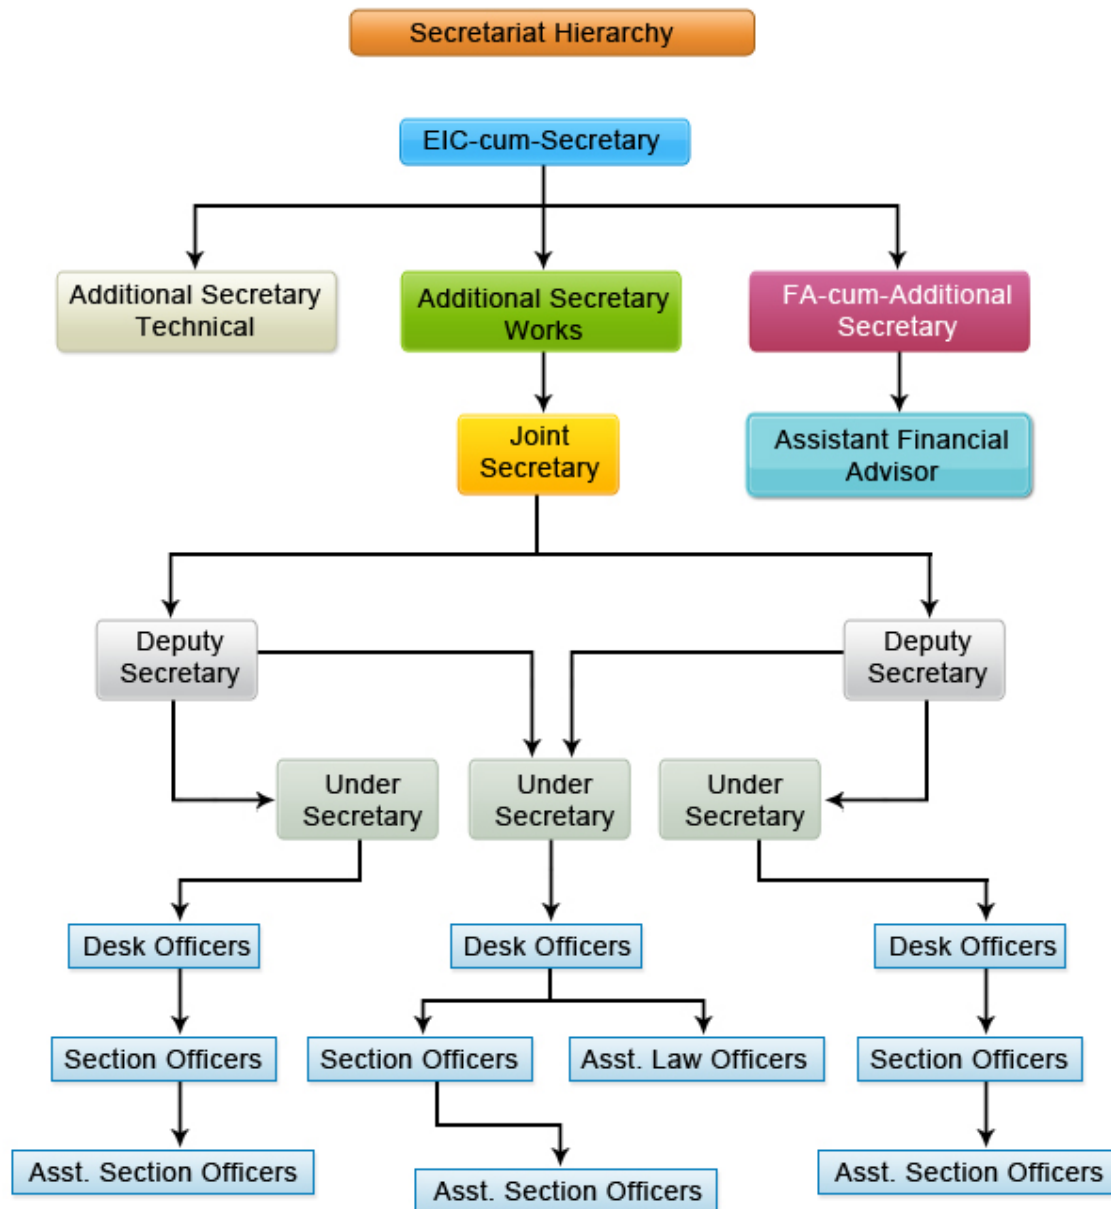 Secretariat Hierarchy
EIC-cum-Secretary
Additional Secretary
Technical
Additional Secretary
Works
FA-cum-Additional
Secretary
Joint
Secretary
Assistant Financial
Advisor
Deputy
Secretary
Deputy
Secretary
Under
Secretary
Under
Secretary
Under
Secretary
Desk Officers
Desk Officers
Desk Officers
Section Officers
Section Officers
Asst. Law Officers
Section Officers
Asst. Section Officers
Asst. Section Officers
Asst. Section Officers